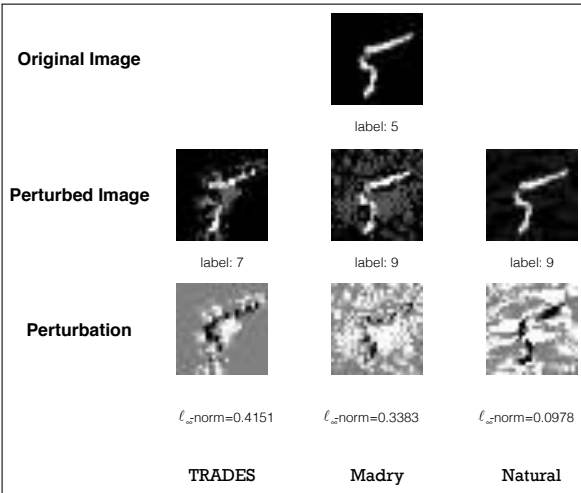 Original Image
label: 5
Perturbed Image
label: 7 label: 9 label: 9
Perturbation
ℓ∞-norm=0.4151 ℓ∞-norm=0.3383 ℓ∞-norm=0.0978
TRADES Madry Natural